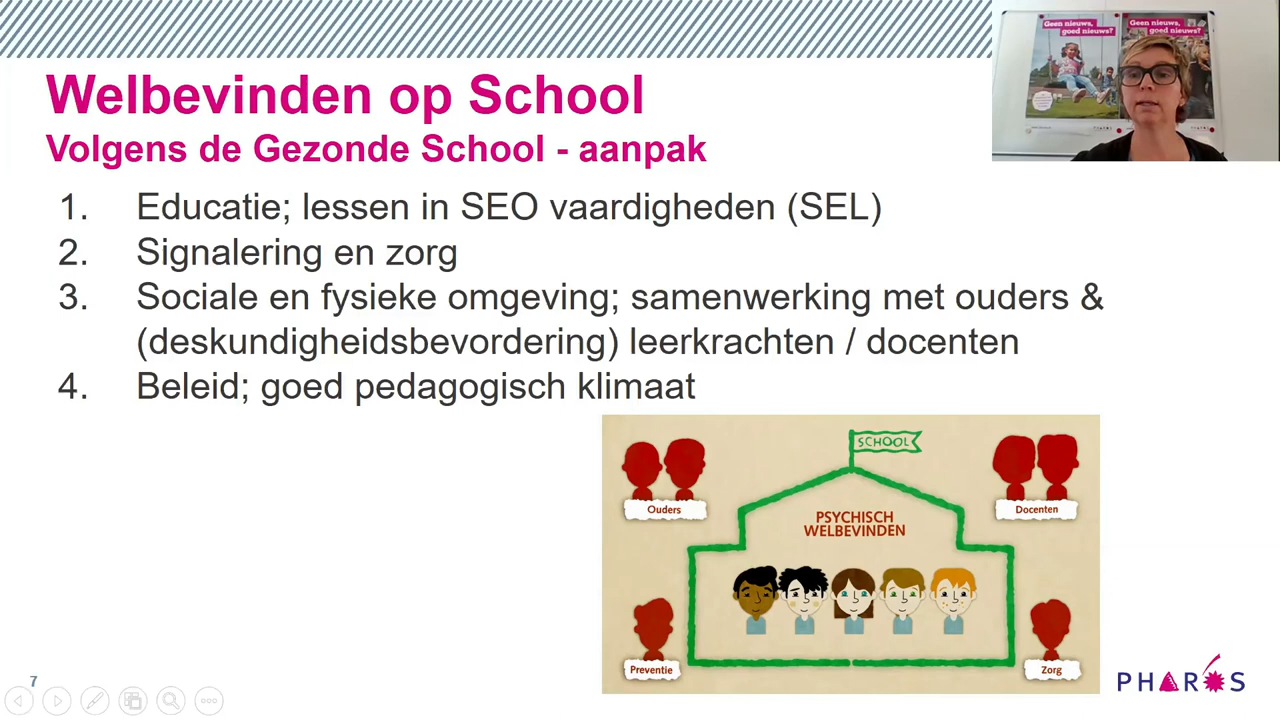 Geen nieuws,
goed nieuws?
Geen nieuws,
goed nieuws?
Welbevinden op School
Volgens de Gezonde School - aanpak
1. Educatie; lessen in SEO vaardigheden (SEL)
2. Signalering en zorg
3. Sociale en fysieke omgeving; samenwerking met ouders &
(deskundigheidsbevordering) leerkrachten / docenten
4. Beleid; goed pedagogisch klimaat
SCHOOL
Ouders
Docenten
PSYCHISCH
WELBEVINDEN
Preventie
Zorg
7
PHAROS